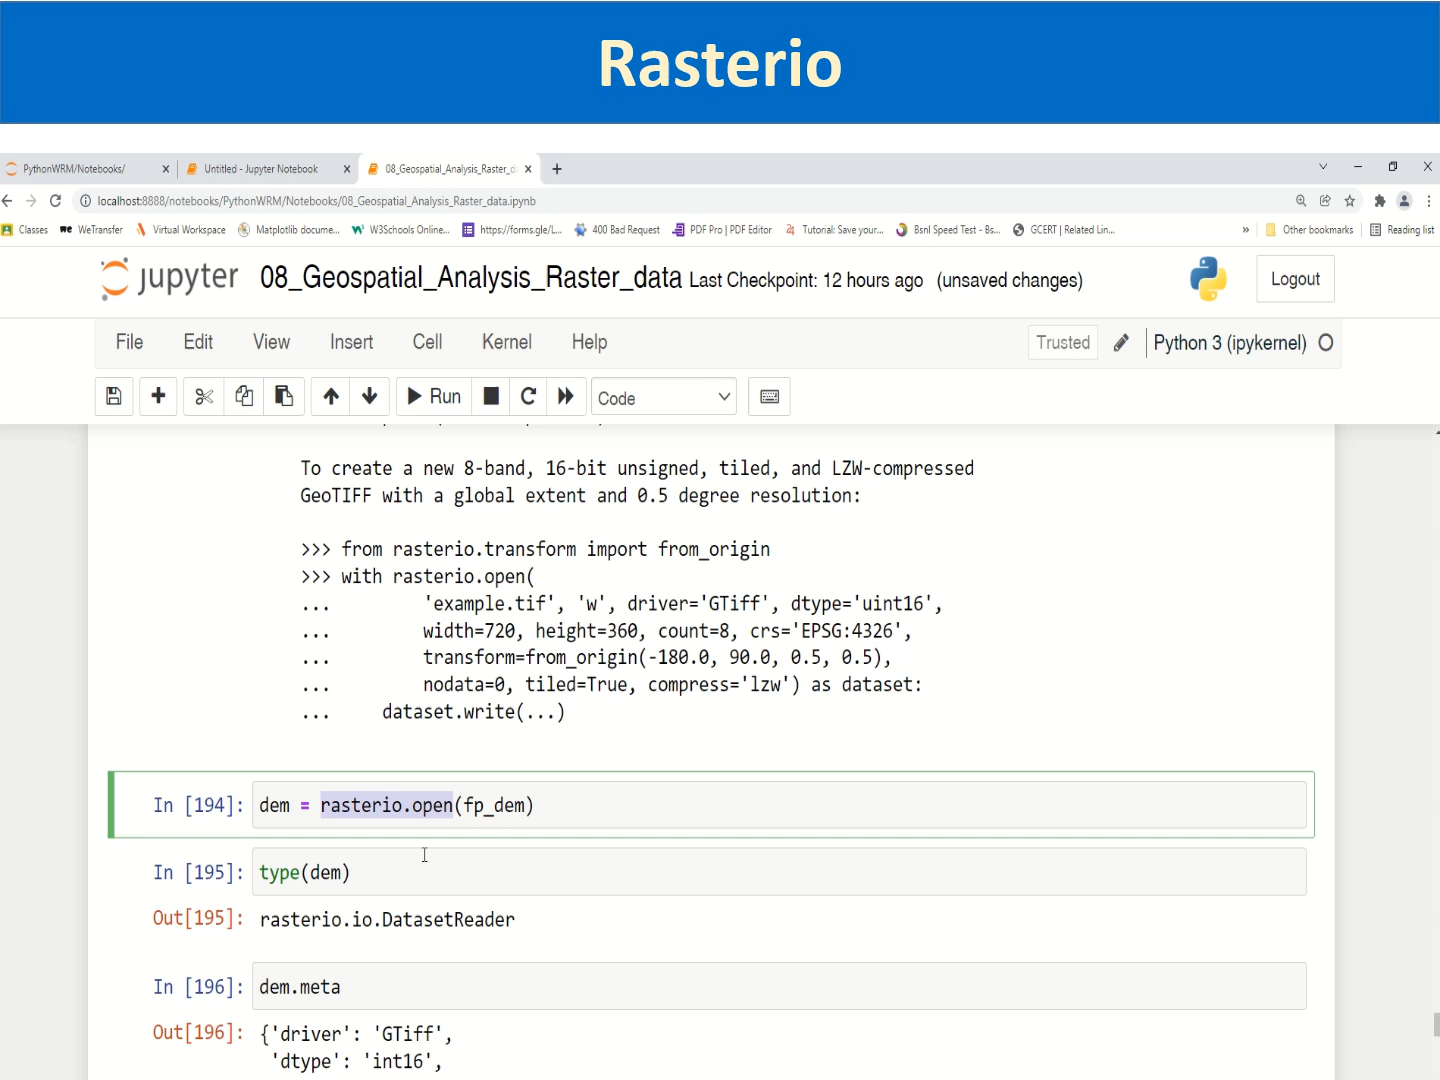 Rasterio
PythonWRM/Notebooks/
Untitled - Jupyter Notebook
08_Geospatial_Analysis_Raster_d
localhost:8888/notebooks/PythonWRM/Notebooks/08_Geospatial_Analysis_Raster_data.ipynb
Classes
WeTransfer
Virtual Workspace
Matplotlib docume...
W3Schools Online...
https://forms.gle/L...
400 Bad Request
PDF Pro | PDF Editor
Tutorial: Save your...
Bsnl Speed Test - Bs...
GCERT | Related Lin...
»
Other bookmarks
Reading list
jupyter 08_Geospatial_Analysis_Raster_data Last Checkpoint: 12 hours ago (unsaved changes)
Logout
File Edit View Insert Cell Kernel Help
Trusted
Python 3 (ipykernel)
Run
Code
To create a new 8-band, 16-bit unsigned, tiled, and LZW-compressed
GeoTIFF with a global extent and 0.5 degree resolution:
>>> from rasterio.transform import from_origin
>>> with rasterio.open(
... 'example.tif', 'w', driver='GTiff', dtype='uint16',
... width=720, height=360, count=8, crs='EPSG:4326',
... transform=from_origin(-180.0, 90.0, 0.5, 0.5),
... nodata=0, tiled=True, compress='lzw') as dataset:
... dataset.write(...)
In [194]: dem = rasterio.open(fp_dem)
In [195]: type(dem)
Out[195]: rasterio.io.DatasetReader
In [196]: dem.meta
Out[196]: {'driver': 'GTiff',
'dtype': 'int16',